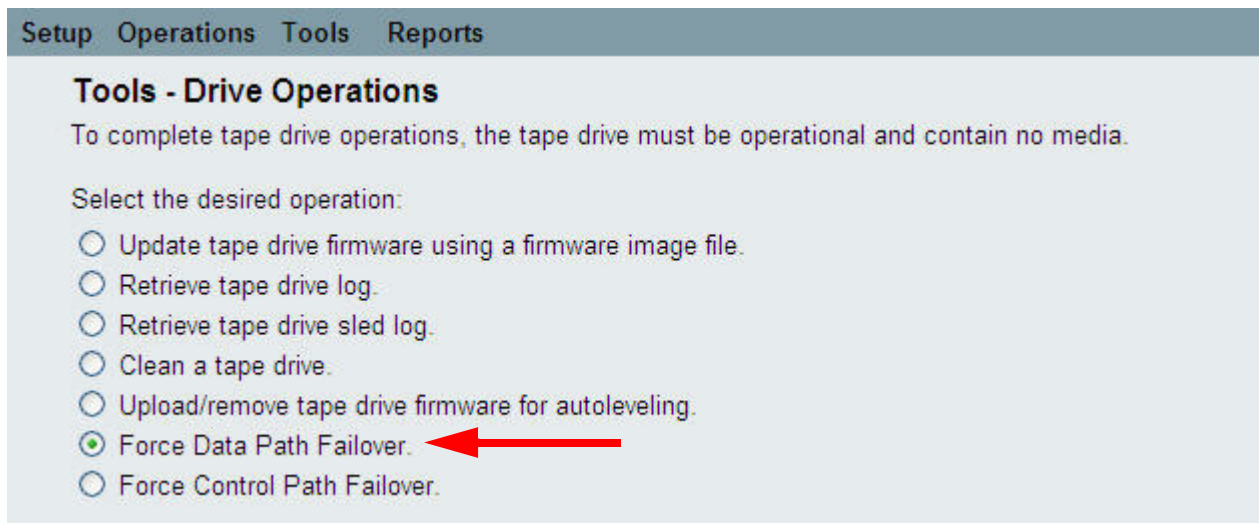 Setup Operations Tools Reports
Tools - Drive Operations
To complete tape drive operations, the tape drive must be operational and contain no media.
Select the desired operation:
Update tape drive firmware using a firmware image file.
Retrieve tape drive log.
Retrieve tape drive sled log.
Clean a tape drive.
Upload/remove tape drive firmware for autoleveling.
Force Data Path Failover.
Force Control Path Failover.